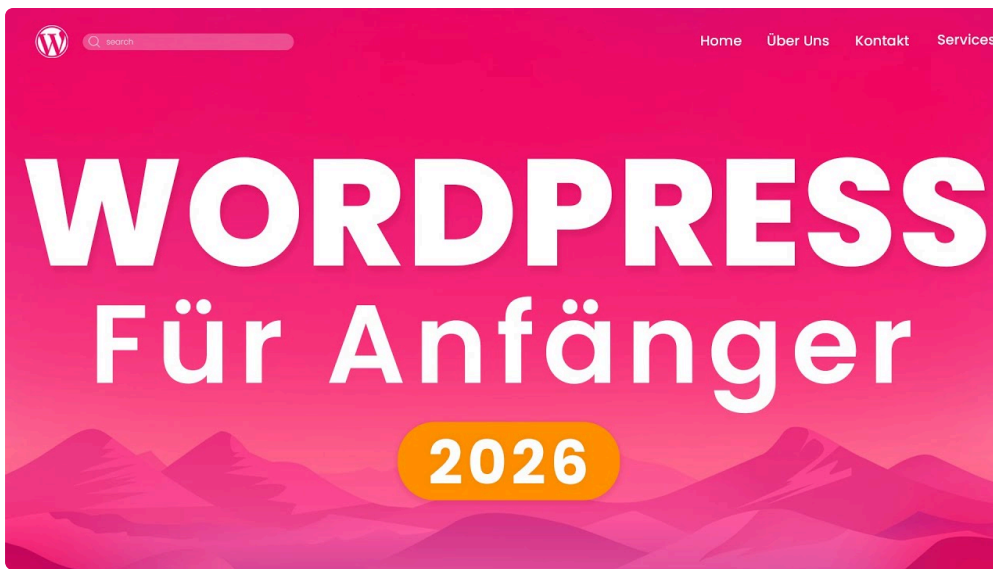 search
Home Über Uns Kontakt Services
WORDPRESS
Für Anfänger
2026